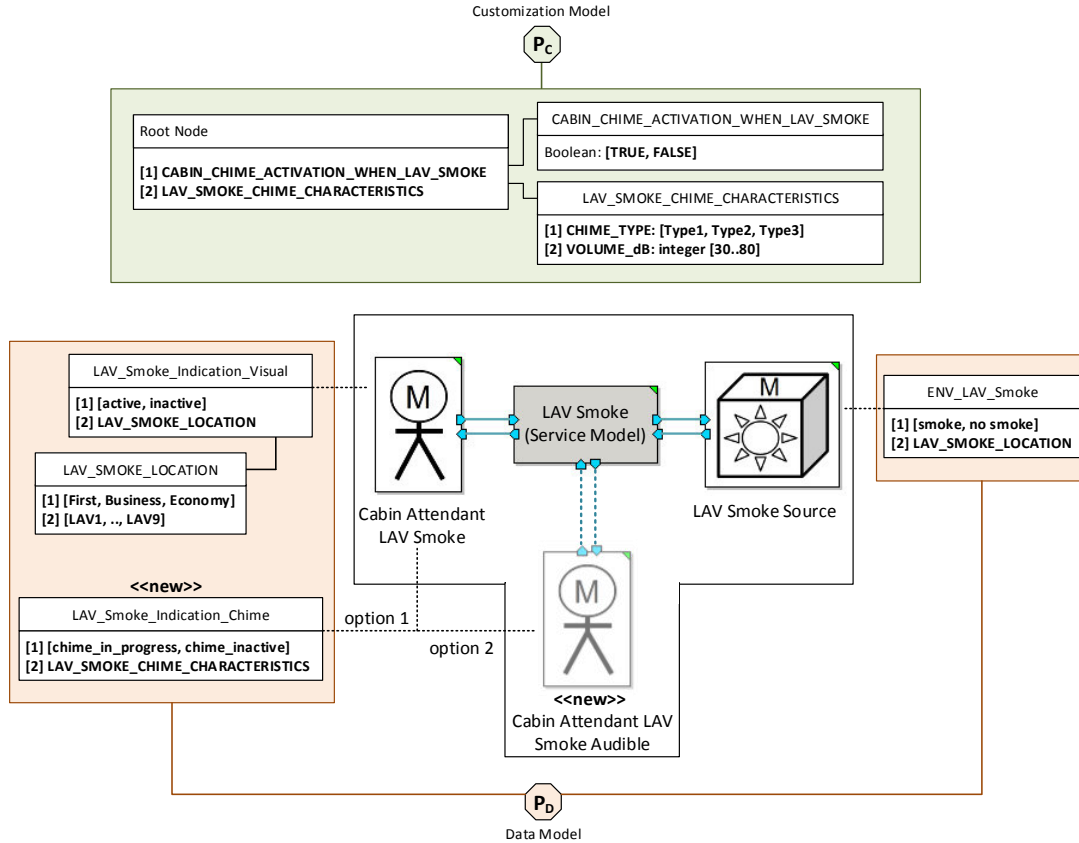 Customization Model
PC
Root Node
[1] CABIN_CHIME_ACTIVATION_WHEN_LAV_SMOKE
[2] LAV_SMOKE_CHIME_CHARACTERISTICS
CABIN_CHIME_ACTIVATION_WHEN_LAV_SMOKE
Boolean: [TRUE, FALSE]
LAV_SMOKE_CHIME_CHARACTERISTICS
[1] CHIME_TYPE: [Type1, Type2, Type3]
[2] VOLUME_dB: integer [30..80]
LAV_Smoke_Indication_Visual
[1] [active, inactive]
[2] LAV_SMOKE_LOCATION
LAV_SMOKE_LOCATION
[1] [First, Business, Economy]
[2] [LAV1, .., LAV9]
<<new>>
LAV_Smoke_Indication_Chime
[1] [chime_in_progress, chime_inactive]
[2] LAV_SMOKE_CHIME_CHARACTERISTICS
M
Cabin Attendant
LAV Smoke
LAV Smoke
(Service Model)
M
LAV Smoke Source
ENV_LAV_Smoke
[1] [smoke, no smoke]
[2] LAV_SMOKE_LOCATION
option 1
option 2
M
<<new>>
Cabin Attendant LAV
Smoke Audible
PD
Data Model